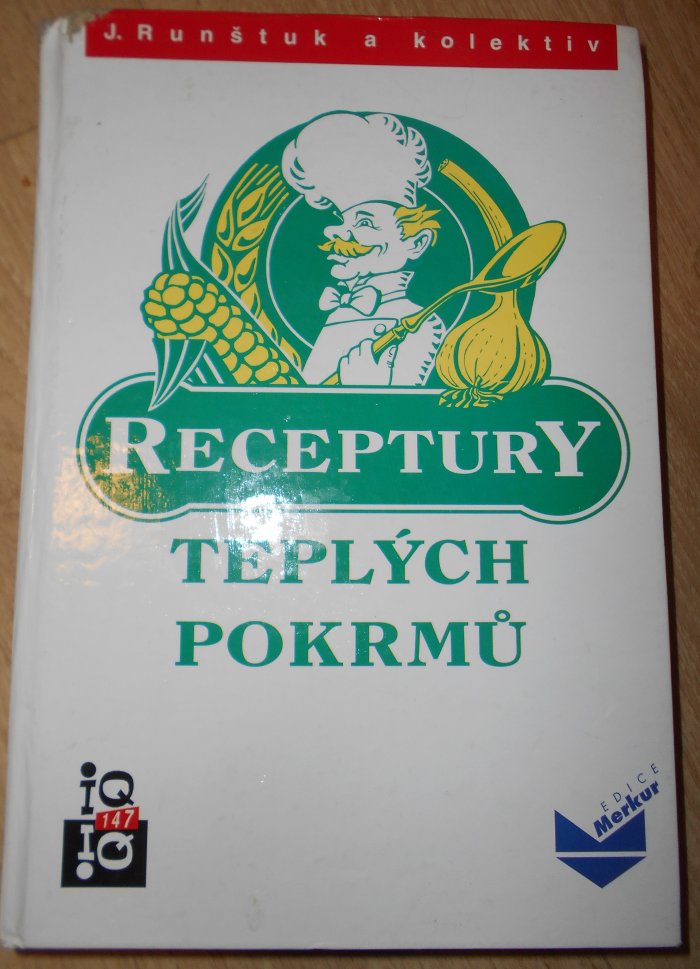 J. Runštuk a kolektiv
RECEPTURY
TEPLÝCH
POKRMŮ
iQ
147
IQ
EDICE
Merkur